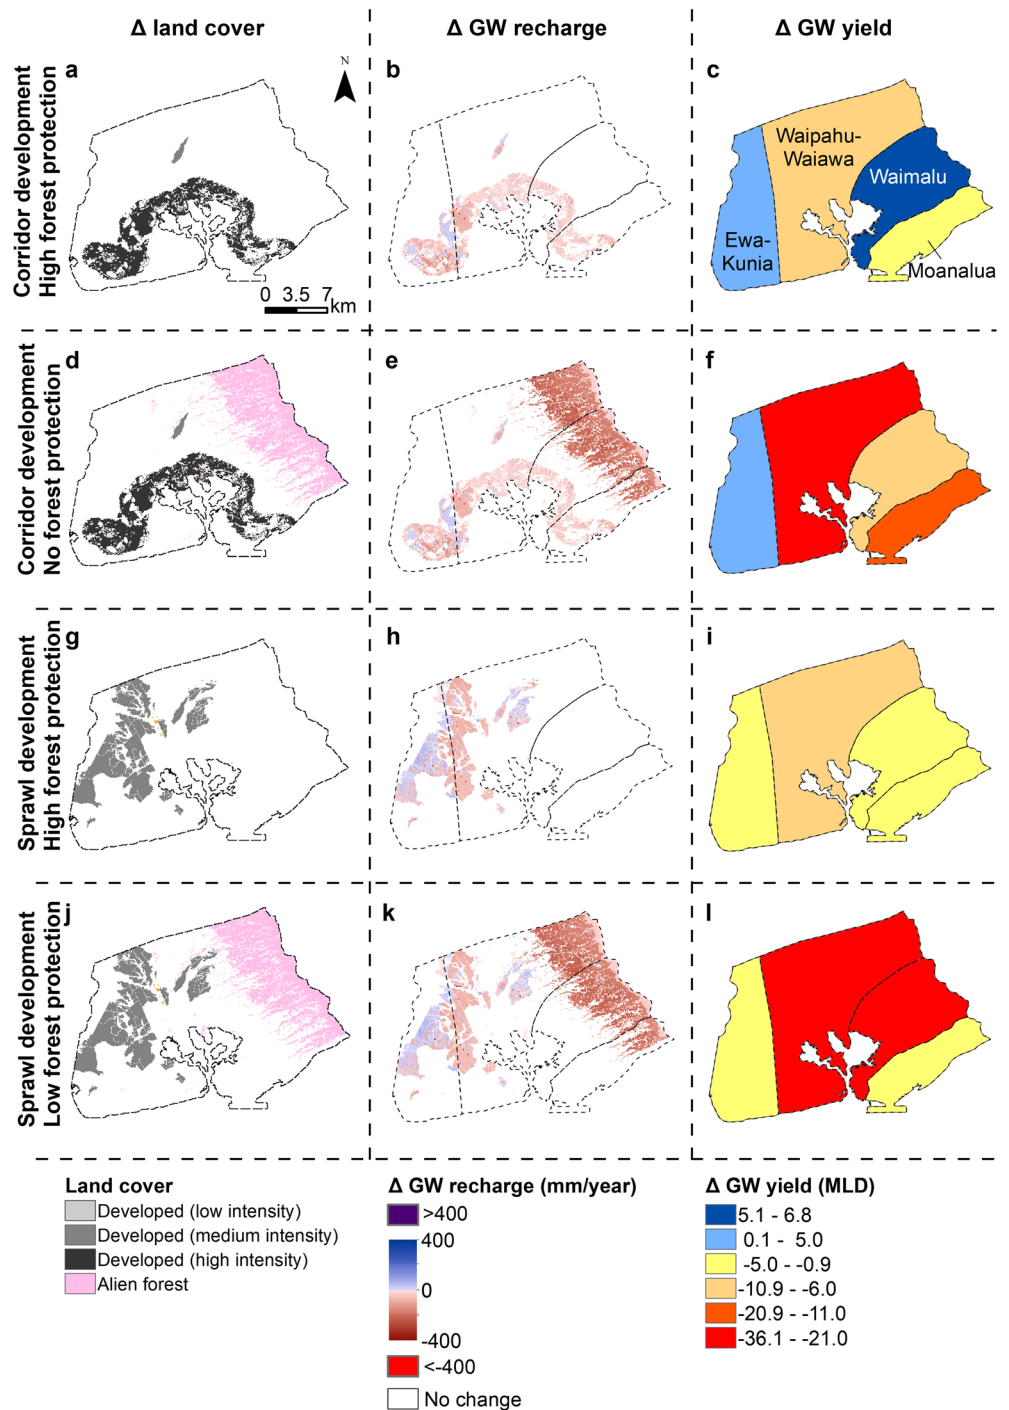 Δ land cover
Δ GW recharge
Δ GW yield
Corridor development
High forest protection
a
N
0 3.5 7
km
b
c
Waipahu-
Waiawa
Waimalu
Ewa-
Kunia
Moanalua
Corridor development
No forest protection
d
e
f
Sprawl development
High forest protection
g
h
i
Sprawl development
Low forest protection
j
k
l
Land cover
Developed (low intensity)
Developed (medium intensity)
Developed (high intensity)
Alien forest
Δ GW recharge (mm/year)
>400
400
0
-400
<-400
No change
Δ GW yield (MLD)
5.1 - 6.8
0.1 - 5.0
-5.0 - -0.9
-10.9 - -6.0
-20.9 - -11.0
-36.1 - -21.0